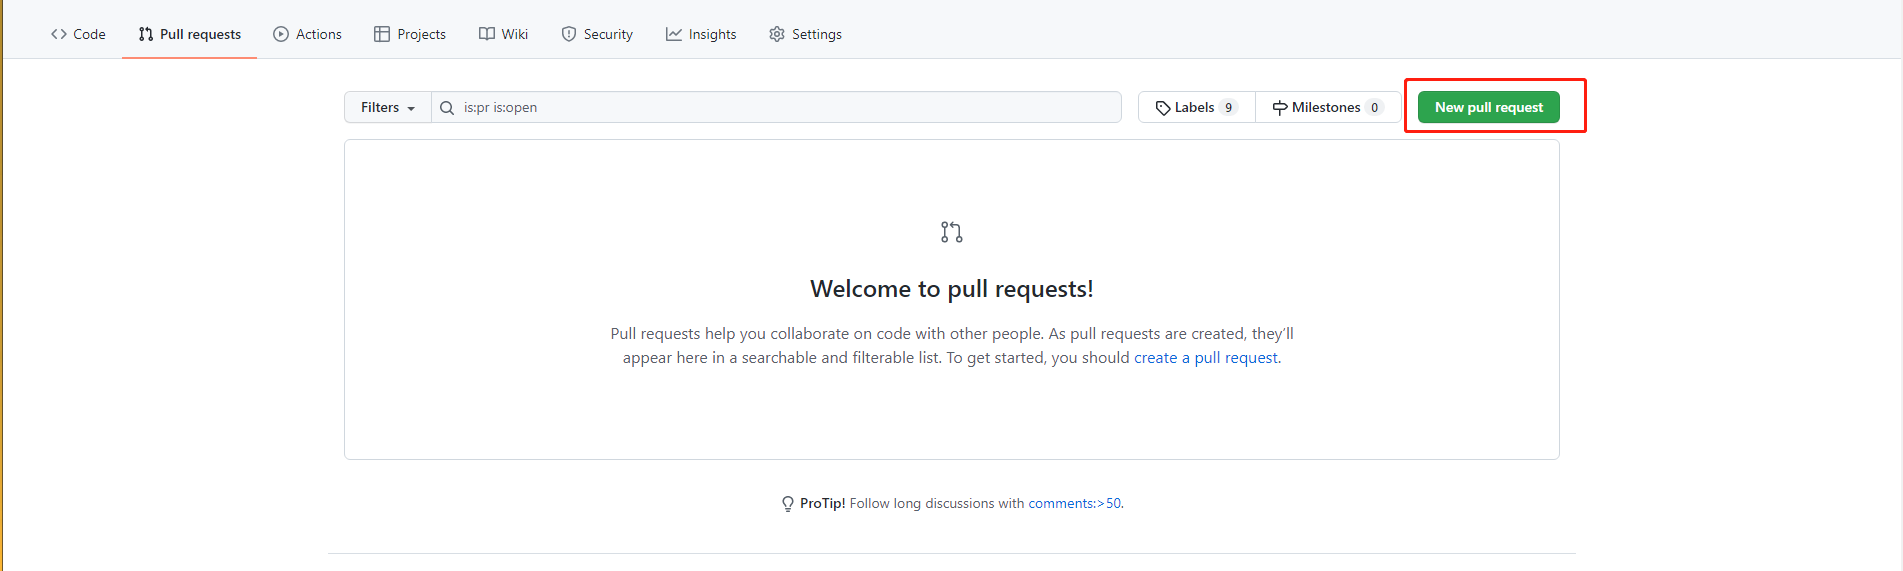 Code Pull requests Actions Projects Wiki Security Insights Settings
Filters is:pr is:open Labels 9 Milestones 0 New pull request
Welcome to pull requests!
Pull requests help you collaborate on code with other people. As pull requests are created, they’ll
appear here in a searchable and filterable list. To get started, you should create a pull request.
ProTip! Follow long discussions with comments:>50.